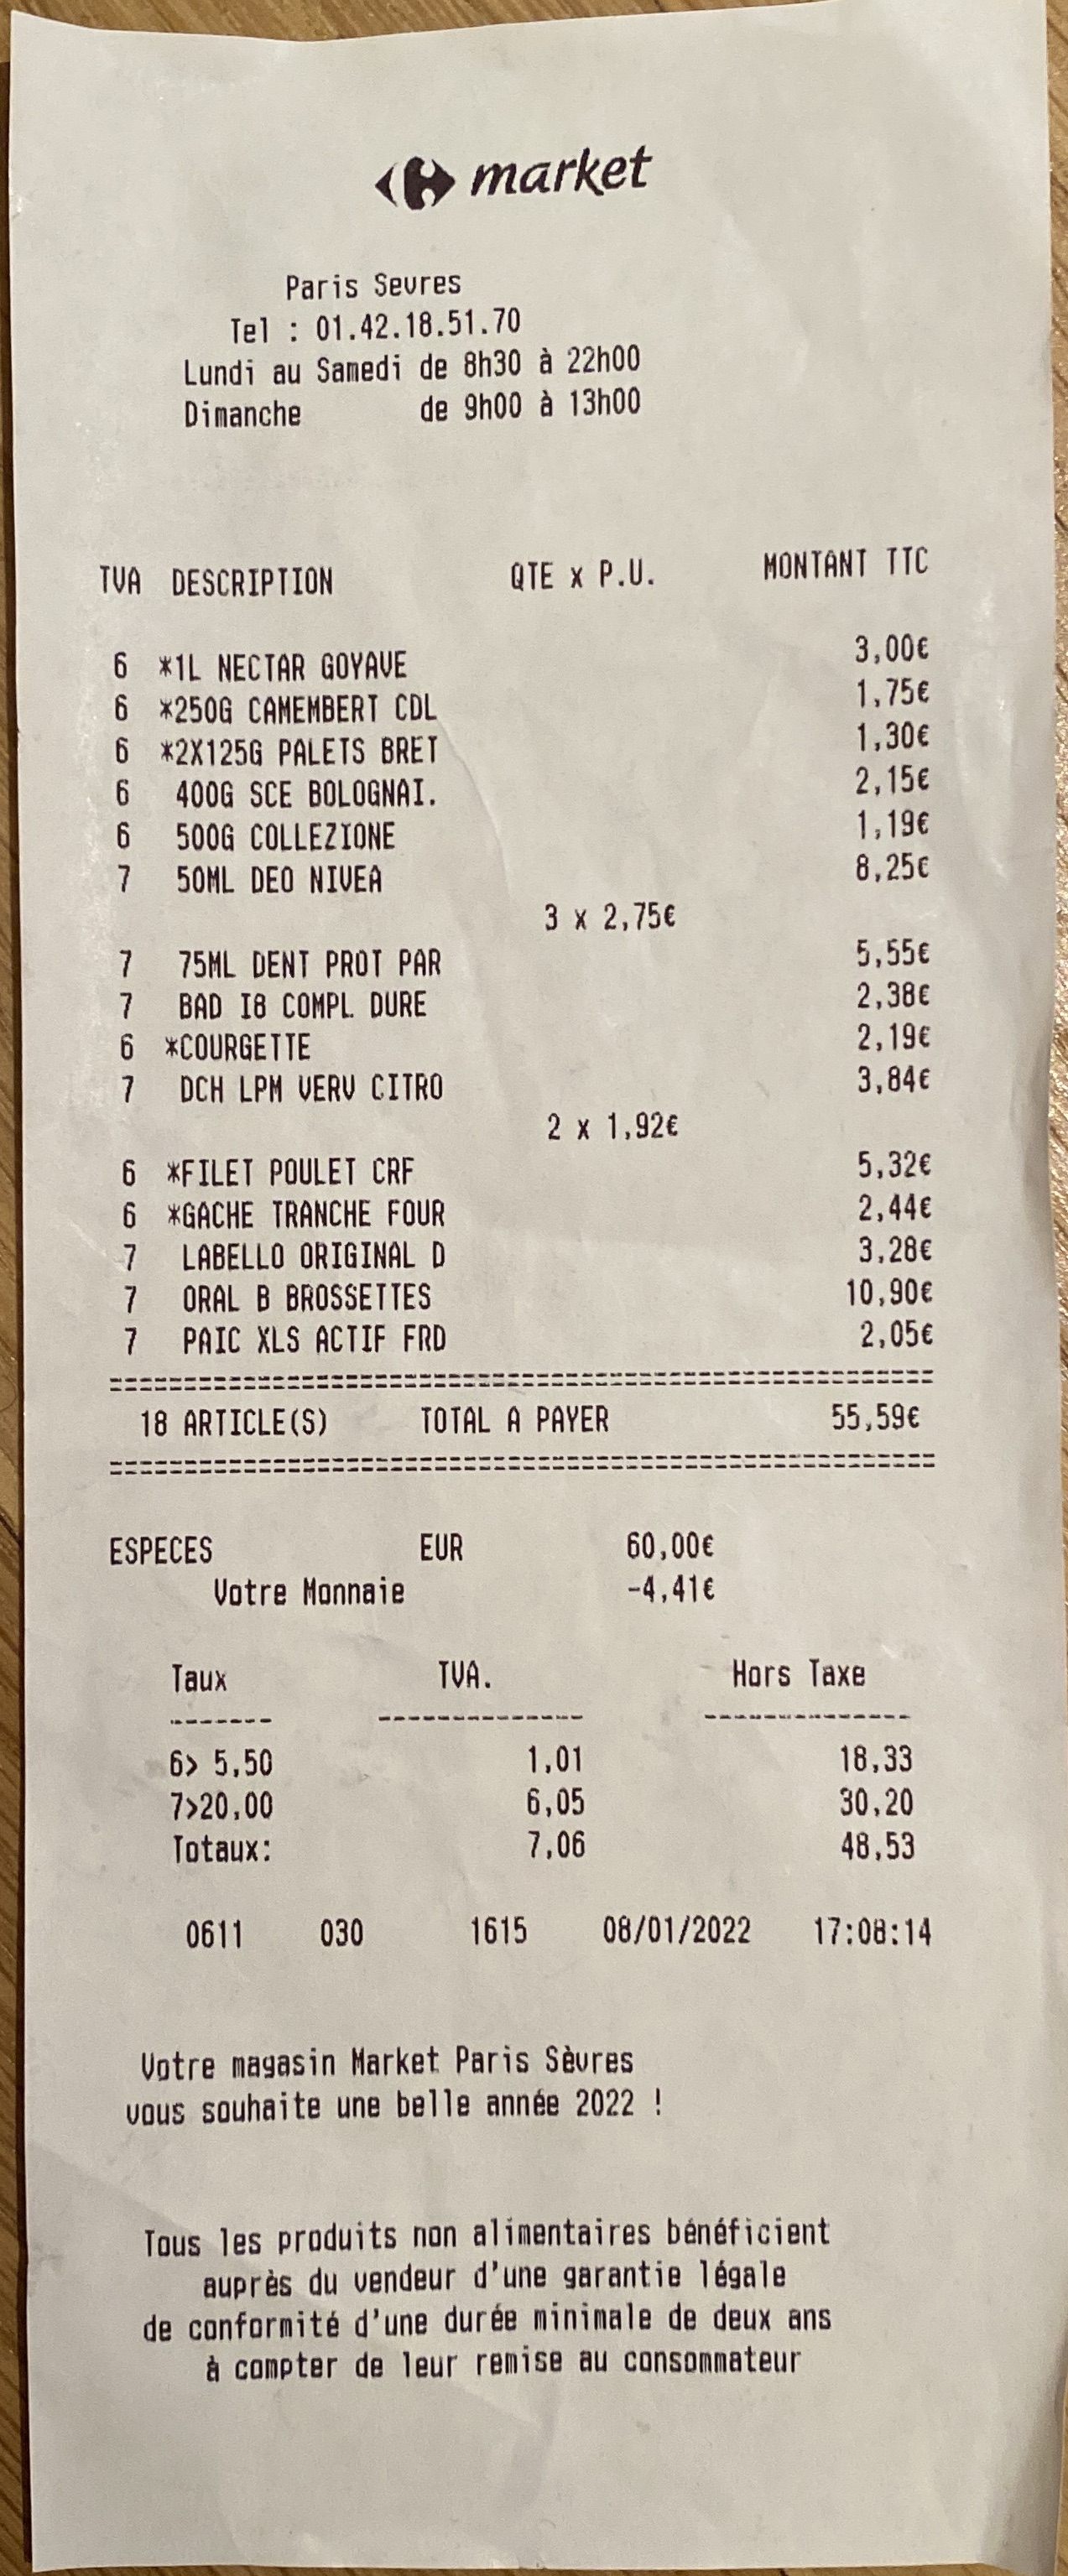 market
Paris Sevres
Tel : 01.42.18.51.70
Lundi au Samedi de 8h30 à 22h00
Dimanche de 9h00 à 13h00
TVA DESCRIPTION QTE x P.U. MONTANT TTC
6 *1L NECTAR GOYAVE 3,00€
6 *250G CAMEMBERT CDL 1,75€
6 *2X125G PALETS BRET 1,30€
6 400G SCE BOLOGNAI. 2,15€
6 500G COLLEZIONE 1,19€
7 50ML DEO NIVEA 8,25€
3 x 2,75€
7 75ML DENT PROT PAR 5,55€
7 BAD I8 COMPL DURE 2,38€
6 *COURGETTE 2,19€
7 DCH LPM VERV CITRO 3,84€
2 x 1,92€
6 *FILET POULET CRF 5,32€
6 *GACHE TRANCHE FOUR 2,44€
7 LABELLO ORIGINAL D 3,28€
7 ORAL B BROSSETTES 10,90€
7 PAIC XLS ACTIF FRD 2,05€
========================================================
18 ARTICLE(S) TOTAL A PAYER 55,59€
========================================================
ESPECES EUR 60,00€
Votre Monnaie -4,41€
Taux TVA. Hors Taxe
------- -------------- --------------
6> 5,50 1,01 18,33
7>20,00 6,05 30,20
Totaux: 7,06 48,53
0611 030 1615 08/01/2022 17:08:14
Votre magasin Market Paris Sèvres
vous souhaite une belle année 2022 !
Tous les produits non alimentaires bénéficient
auprès du vendeur d'une garantie légale
de conformité d'une durée minimale de deux ans
à compter de leur remise au consommateur